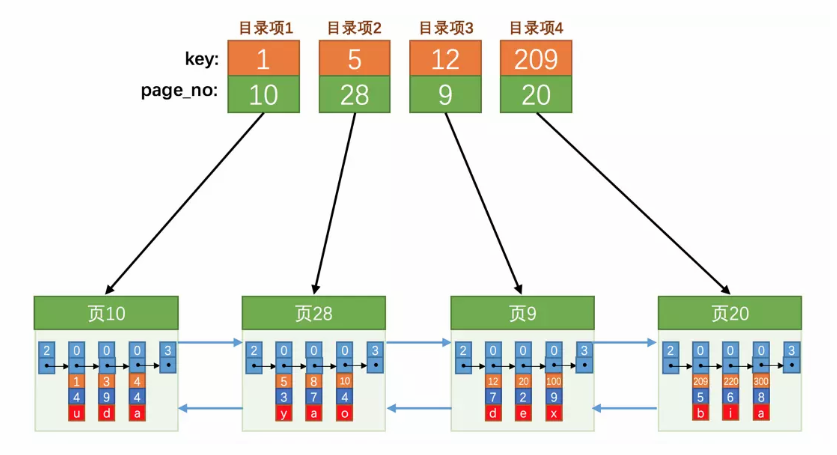 目录项1 目录项2 目录项3 目录项4
key: 1 5 12 209
page_no: 10 28 9 20
页10 页28 页9 页20
2 0 0 0 3 2 0 0 0 3 2 0 0 0 3 2 0 0 0 3
1 3 4 5 8 10 12 20 100 209 220 300
4 9 4 3 7 4 7 2 9 5 6 8
u d a y a o d e x b i a